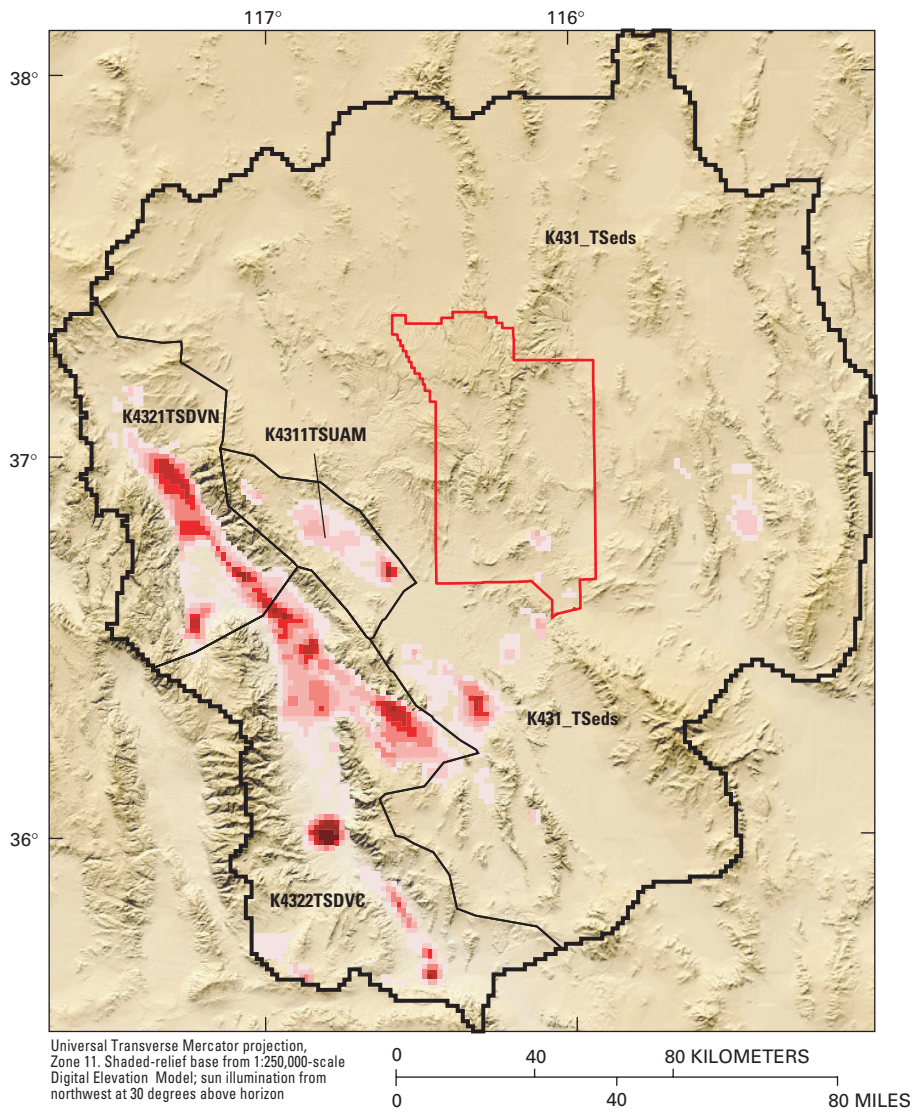 117° 116°
38°
K431_TSeds
K4321TSDVN
K4311TSUAM
37°
K431_TSeds
36°
K4322TSDVC
Universal Transverse Mercator projection,
Zone 11. Shaded-relief base from 1:250,000-scale
Digital Elevation Model; sun illumination from
northwest at 30 degrees above horizon
0 40 80 KILOMETERS
0 40 80 MILES